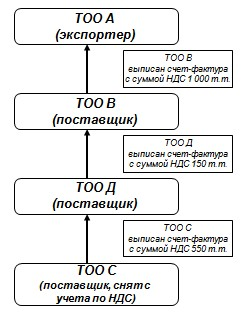 ТОО А
(экспортер)
ТОО В
выписан счет-фактура
с суммой НДС 1 000 т.т.
ТОО В
(поставщик)
ТОО Д
выписан счет-фактура
с суммой НДС 150 т.т.
ТОО Д
(поставщик)
ТОО С
выписан счет-фактура
с суммой НДС 550 т.т.
ТОО С
(поставщик, снят с
учета по НДС)